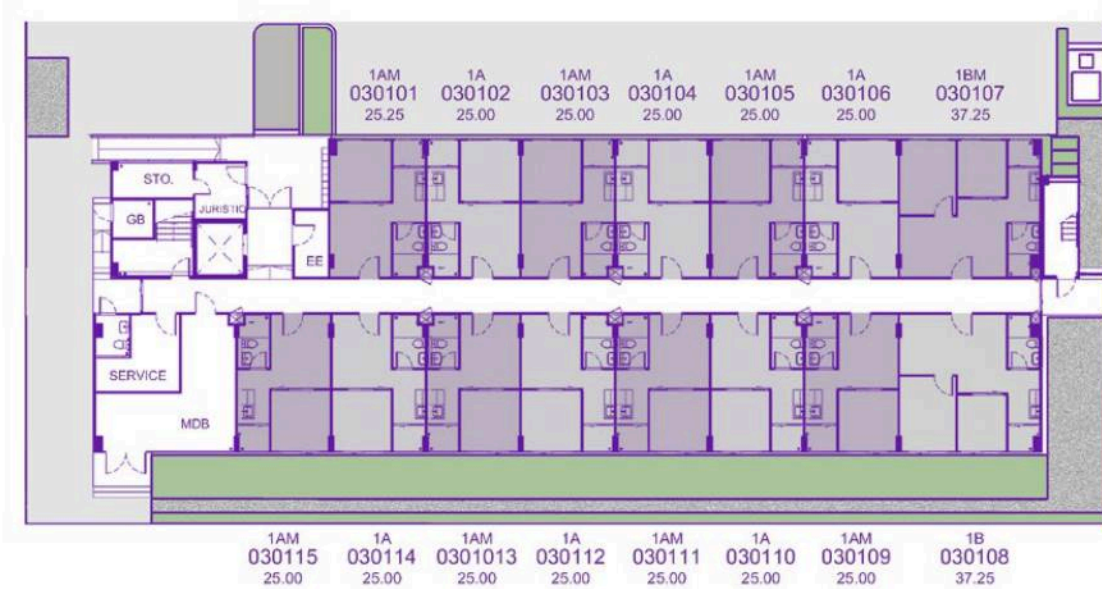 1AM
030101
25.25
1A
030102
25.00
1AM
030103
25.00
1A
030104
25.00
1AM
030105
25.00
1A
030106
25.00
1BM
030107
37.25
STO.
JURISTIC
GB
EE
SERVICE
MDB
1AM
030115
25.00
1A
030114
25.00
1AM
0301013
25.00
1A
030112
25.00
1AM
030111
25.00
1A
030110
25.00
1AM
030109
25.00
1B
030108
37.25